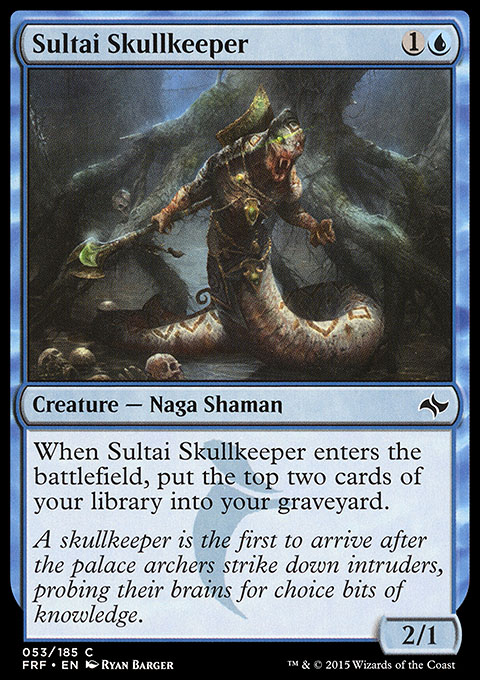 Sultai Skullkeeper 1
Creature — Naga Shaman
When Sultai Skullkeeper enters the
battlefield, put the top two cards of
your library into your graveyard.
A skullkeeper is the first to arrive after
the palace archers strike down intruders,
probing their brains for choice bits of
knowledge.
2/1
053/185 C
FRF • EN Ryan Barger ™ & © 2015 Wizards of the Coast